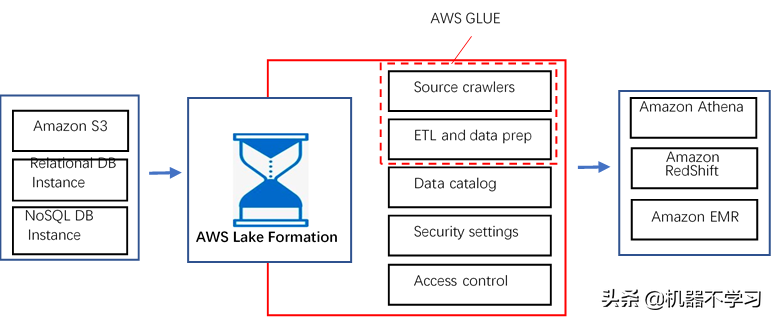 AWS GLUE
Amazon S3
Relational DB
Instance
NoSQL DB
Instance
AWS Lake Formation
Source crawlers
ETL and data prep
Data catalog
Security settings
Access control
Amazon Athena
Amazon
RedShift
Amazon EMR
头条 @机器不学习